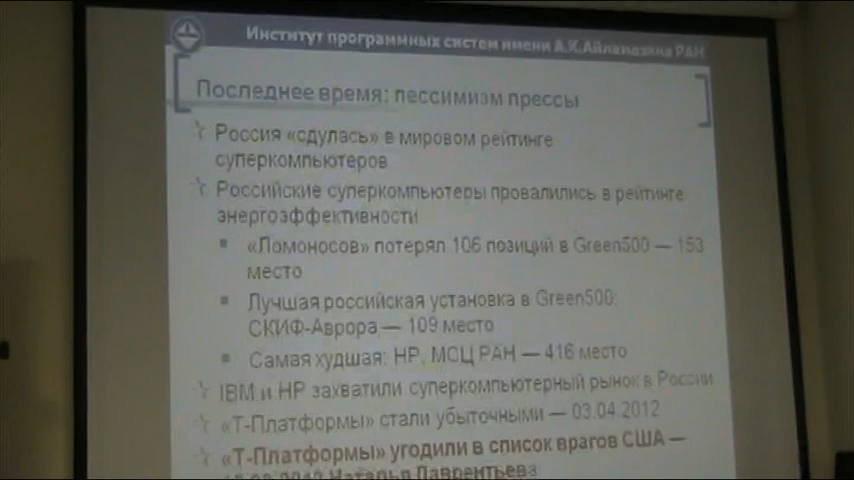 Институт программных систем имени А.К.Айламазяна РАН
Последнее время: пессимизм прессы
Россия «сдулась» в мировом рейтинге
суперкомпьютеров
Российские суперкомпьютеры провалились в рейтинге
энергоэффективности
«Ломоносов» потерял 106 позиций в Green500 — 153
место
Лучшая российская установка в Green500:
СКИФ-Аврора — 109 место
Самая худшая: HP, МСЦ РАН — 416 место
IBM и HP захватили суперкомпьютерный рынок в России
«Т-Платформы» стали убыточными — 03.04.2012
«Т-Платформы» угодили в список врагов США —
Наталья Лаврентьева